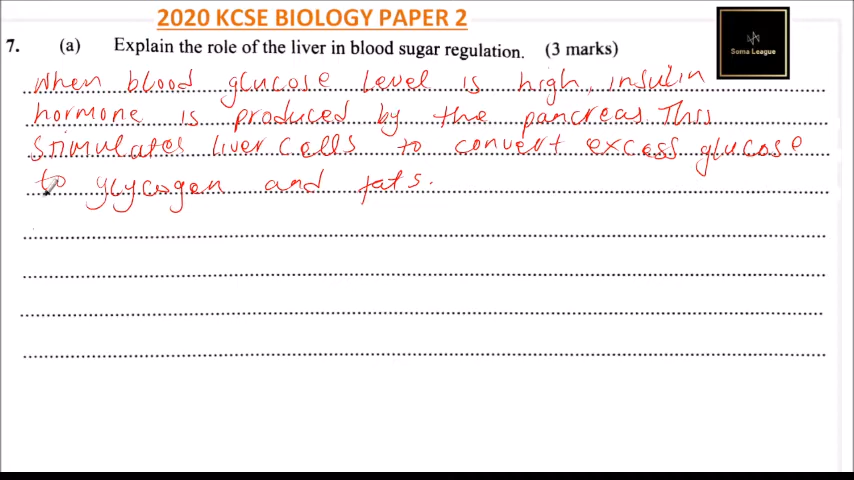 2020 KCSE BIOLOGY PAPER 2
7. (a) Explain the role of the liver in blood sugar regulation. (3 marks)
Soma League
When blood glucose level is high, insulin
hormone is produced by the pancreas. This
stimulates liver cells to convert excess glucose
to glycogen and fats.